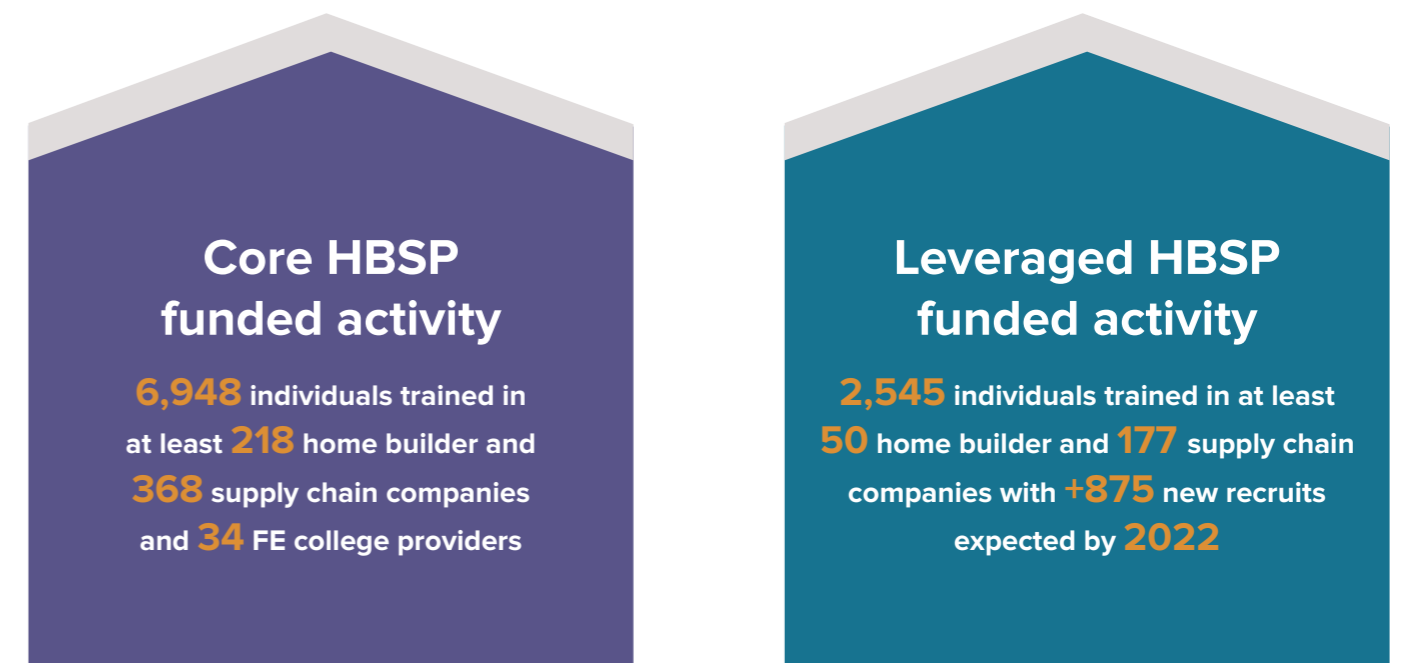 Core HBSP
funded activity
6,948 individuals trained in
at least 218 home builder and
368 supply chain companies
and 34 FE college providers
Leveraged HBSP
funded activity
2,545 individuals trained in at least
50 home builder and 177 supply chain
companies with +875 new recruits
expected by 2022